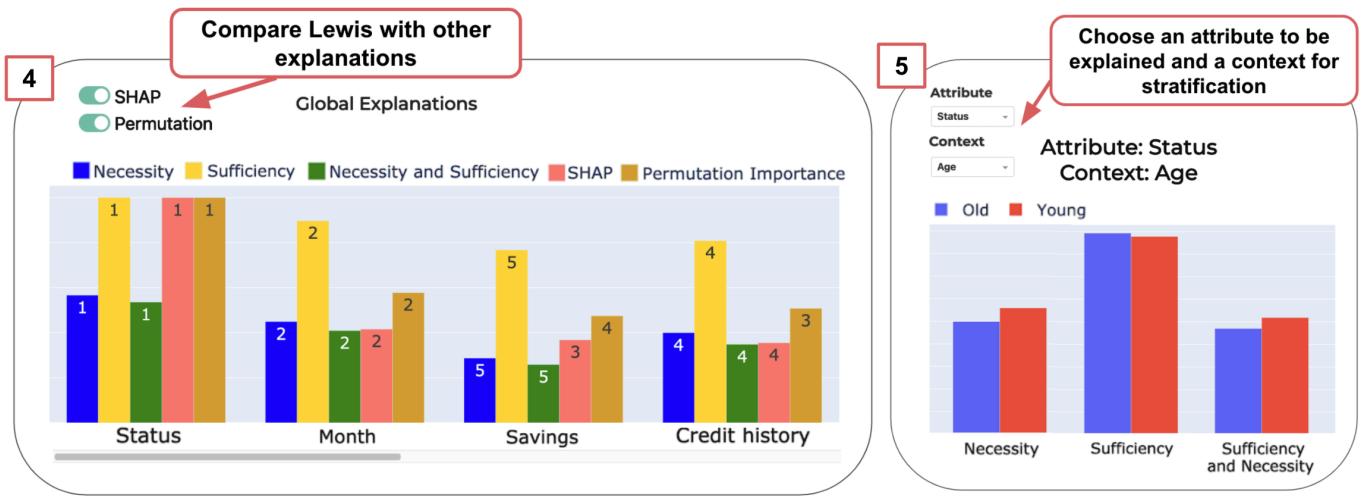 4
Compare Lewis with other
explanations
SHAP
Permutation
Global Explanations
Necessity Sufficiency Necessity and Sufficiency SHAP Permutation Importance
1 1 1 1 1
2 2 2 2 2
5 5 5 3 4
4 4 4 4 3
Status Month Savings Credit history
5
Choose an attribute to be
explained and a context for
stratification
Attribute
Status
Context
Age
Attribute: Status
Context: Age
Old Young
Necessity Sufficiency Sufficiency
and Necessity